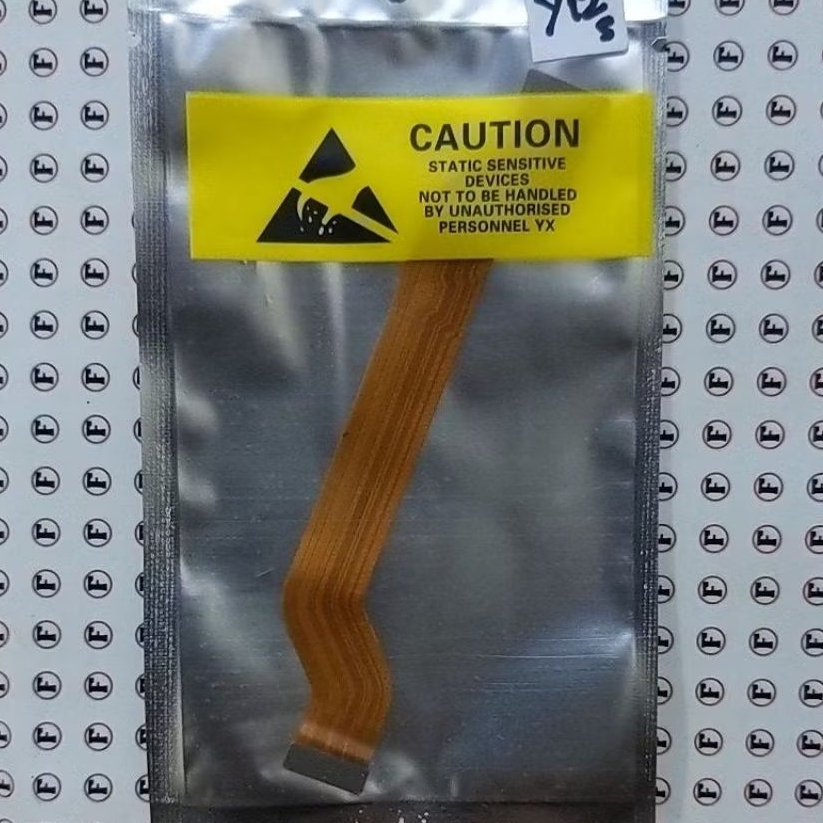 CAUTION
STATIC SENSITIVE
DEVICES
NOT TO BE HANDLED
BY UNAUTHORISED
PERSONNEL YX